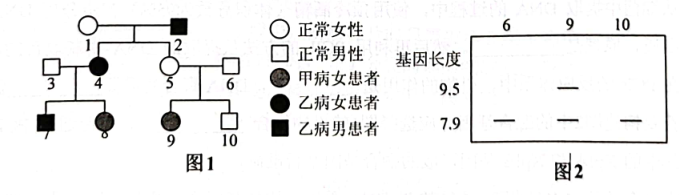 1 2
3 4 5 6
7 8 9 10
正常女性
正常男性
甲病女患者
乙病女患者
乙病男患者
图1
6 9 10
基因长度
9.5
7.9
图2